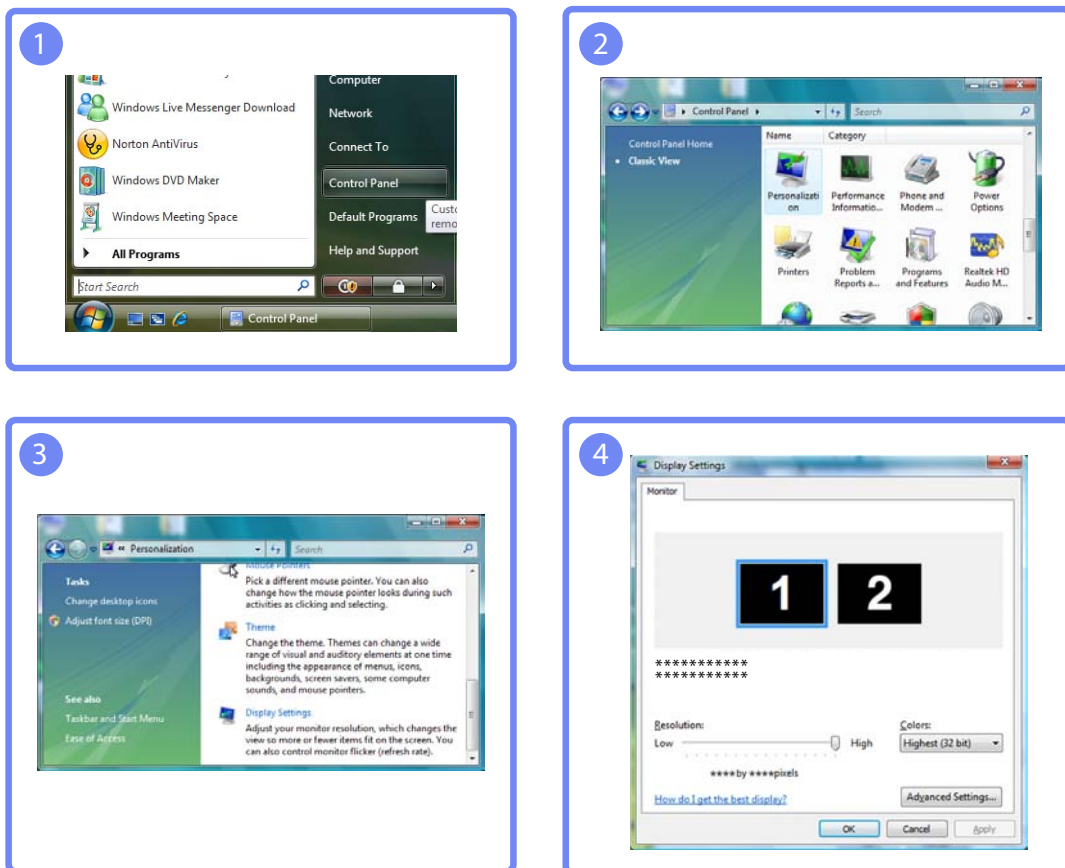 1
Computer
Windows Live Messenger Download
Network
Norton AntiVirus
Connect To
Windows DVD Maker
Control Panel
Windows Meeting Space
Default Programs
Custo
remo
All Programs
Help and Support
Start Search
Control Panel
2
Control Panel
Search
Control Panel Home
Classic View
Name Category
Personalizati
on
Performance
Informatio...
Phone and
Modem ...
Power
Options
Printers
Problem
Reports a...
Programs
and Features
Realtek HD
Audio M...
3
« Personalization
Search
Tasks
Change desktop icons
Adjust font size (DPI)
See also
Taskbar and Start Menu
Ease of Access
Mouse Pointers
Pick a different mouse pointer. You can also
change how the mouse pointer looks during such
activities as clicking and selecting.
Theme
Change the theme. Themes can change a wide
range of visual and auditory elements at one time
including the appearance of menus, icons,
backgrounds, screen savers, some computer
sounds, and mouse pointers.
Display Settings
Adjust your monitor resolution, which changes the
view so more or fewer items fit on the screen. You
can also control monitor flicker (refresh rate).
4
Display Settings
Monitor
1 2
***********
***********
Resolution:
Low High
****by ****pixels
Colors:
Highest (32 bit)
How do I get the best display?
Advanced Settings...
OK Cancel Apply